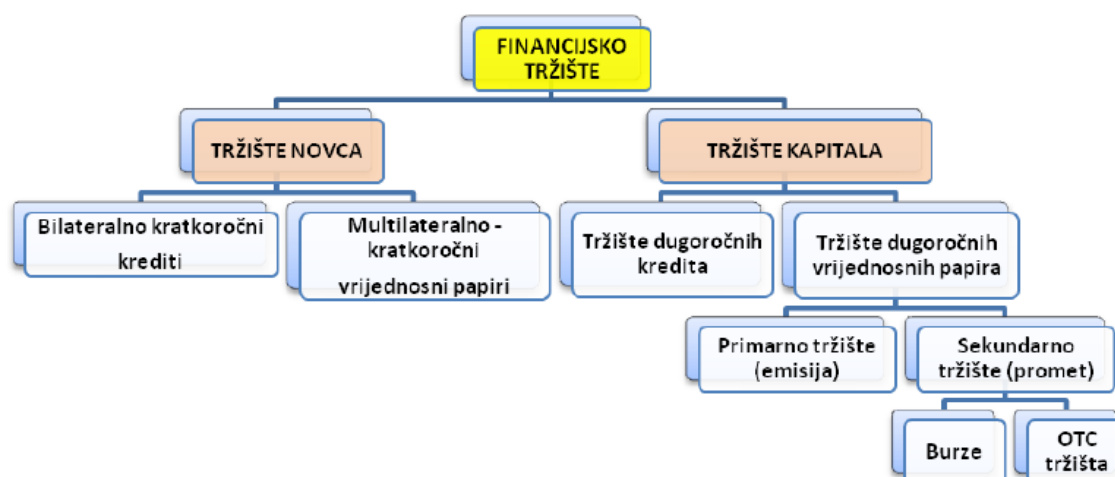 FINANCIJSKO
TRŽIŠTE
TRŽIŠTE NOVCA
TRŽIŠTE KAPITALA
Bilateralno kratkoročni
krediti
Multilateralno -
kratkoročni
vrijednosni papiri
Tržište dugoročnih
kredita
Tržište dugoročnih
vrijednosnih papira
Primarno tržište
(emisija)
Sekundarno
tržište (promet)
Burze
OTC
tržišta